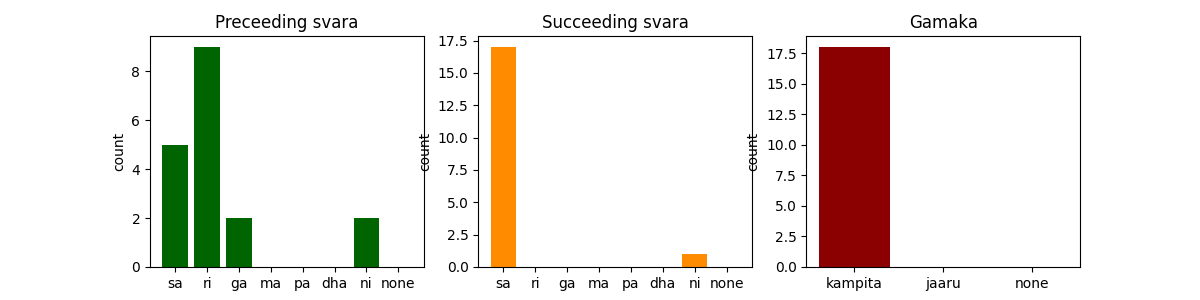 Preceeding svara
count
8
6
4
2
0
sa ri ga ma pa dha ni none
Succeeding svara
count
17.5
15.0
12.5
10.0
7.5
5.0
2.5
0.0
sa ri ga ma pa dha ni none
Gamaka
count
17.5
15.0
12.5
10.0
7.5
5.0
2.5
0.0
kampita jaaru none